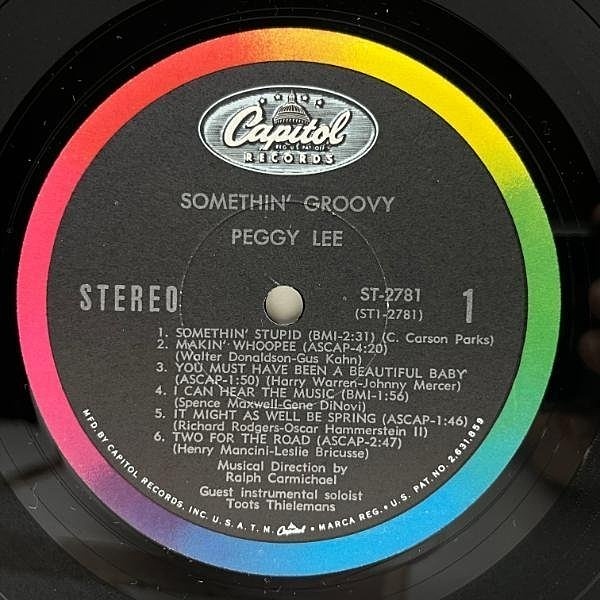 Capitol
REG. U.S. PAT. OFF.
RECORDS
SOMETHIN' GROOVY
PEGGY LEE
STEREO
ST-2781
(ST1-2781)
1
1. SOMETHIN' STUPID (BMI-2:31) (C. Carson Parks)
2. MAKIN' WHOOPEE (ASCAP-4:20)
(Walter Donaldson-Gus Kahn)
3. YOU MUST HAVE BEEN A BEAUTIFUL BABY
(ASCAP-1:50) (Harry Warren-Johnny Mercer)
4. I CAN HEAR THE MUSIC (BMI-1:56)
(Spence Maxwell-Gene DiNovi)
5. IT MIGHT AS WELL BE SPRING (ASCAP-1:46)
(Richard Rodgers-Oscar Hammerstein II)
6. TWO FOR THE ROAD (ASCAP-2:47)
(Henry Mancini-Leslie Bricusse)
Musical Direction by
Ralph Carmichael
Guest instrumental soloist
Toots Thielemans
MFD. BY CAPITOL RECORDS, INC. U. S. A. T. M. Capitol MARCA REG. • U. S. PAT. NO. 2,631,859